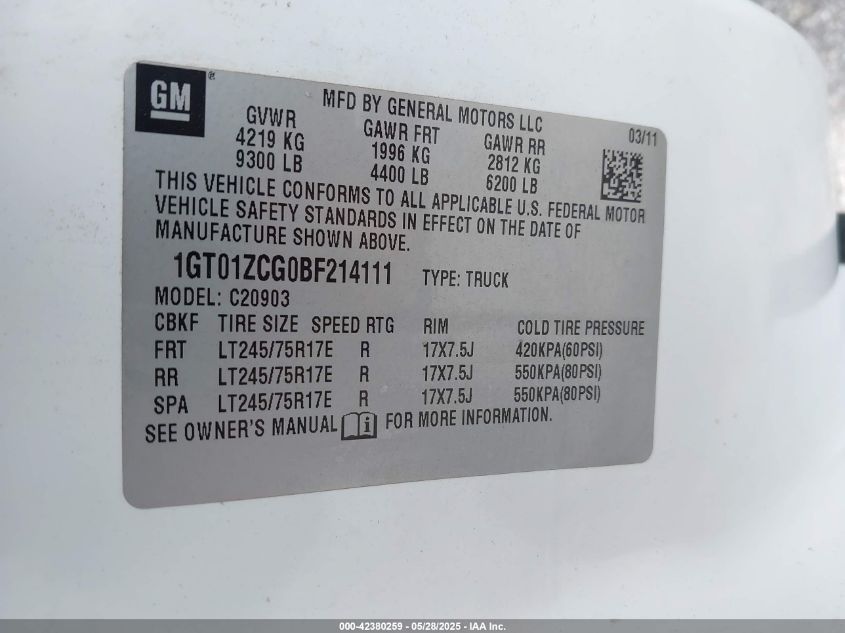 GM ®
MFD BY GENERAL MOTORS LLC
03/11
GVWR
4219 KG
9300 LB
GAWR FRT
1996 KG
4400 LB
GAWR RR
2812 KG
6200 LB
THIS VEHICLE CONFORMS TO ALL APPLICABLE U.S. FEDERAL MOTOR
VEHICLE SAFETY STANDARDS IN EFFECT ON THE DATE OF
MANUFACTURE SHOWN ABOVE.
1GT01ZCG0BF214111 TYPE: TRUCK
MODEL: C20903
CBKF TIRE SIZE SPEED RTG RIM COLD TIRE PRESSURE
FRT LT245/75R17E R 17X7.5J 420KPA(60PSI)
RR LT245/75R17E R 17X7.5J 550KPA(80PSI)
SPA LT245/75R17E R 17X7.5J 550KPA(80PSI)
SEE OWNER'S MANUAL i FOR MORE INFORMATION.
000-42380259 - 05/28/2025 - IAA Inc.